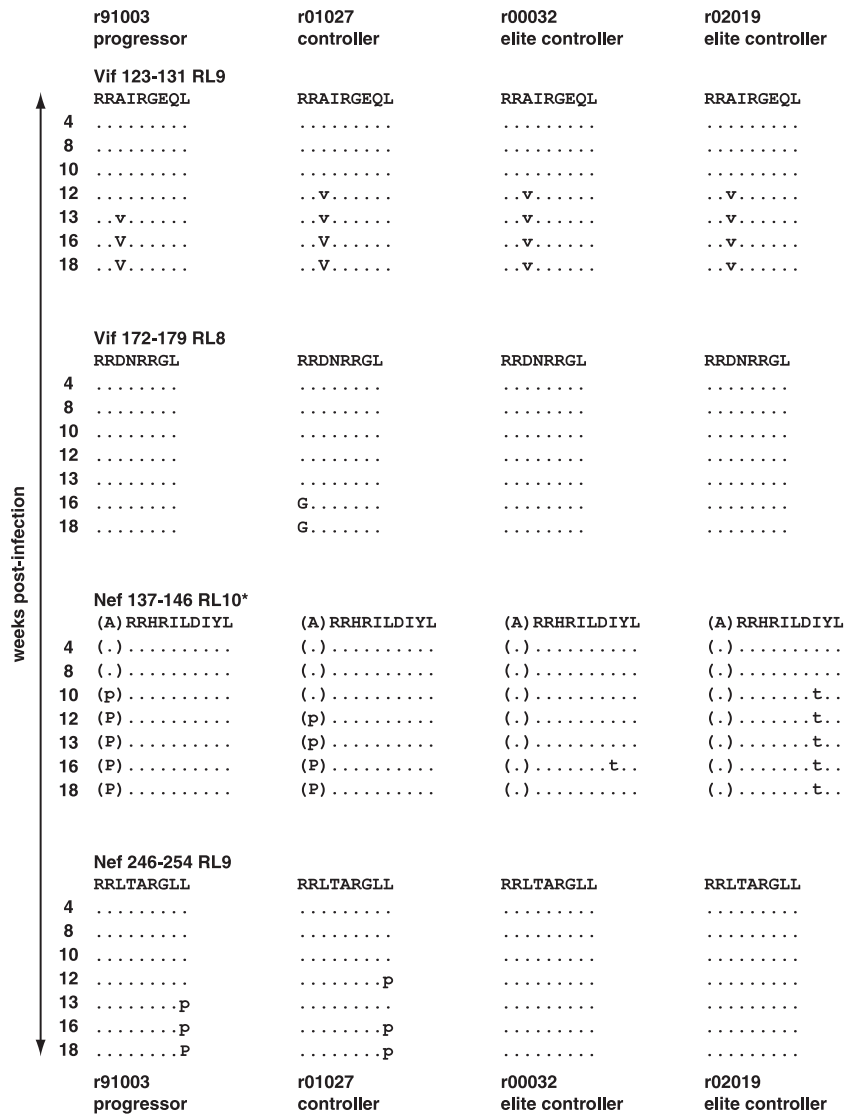 r91003 r01027 r00032 r02019
progressor controller elite controller elite controller
Vif 123-131 RL9
RRAIRGEQL RRAIRGEQL RRAIRGEQL RRAIRGEQL
4 ......... ......... ......... .........
8 ......... ......... ......... .........
10 ......... ......... ......... .........
12 ......... ..v...... ..v...... ..v......
13 ..v...... ..v...... ..v...... ..v......
16 ..V...... ..V...... ..v...... ..v......
18 ..V...... ..V...... ..v...... ..v......
Vif 172-179 RL8
RRDNRRGL RRDNRRGL RRDNRRGL RRDNRRGL
4 ........ ........ ........ ........
8 ........ ........ ........ ........
10 ........ ........ ........ ........
12 ........ ........ ........ ........
13 ........ ........ ........ ........
16 ........ G....... ........ ........
18 ........ G....... ........ ........
weeks post-infection
Nef 137-146 RL10*
(A)RRHRILDIYL (A)RRHRILDIYL (A)RRHRILDIYL (A)RRHRILDIYL
4 (.).......... (.).......... (.).......... (.)..........
8 (.).......... (.).......... (.).......... (.)..........
10 (p).......... (.).......... (.).......... (.).......t..
12 (P).......... (p).......... (.).......... (.).......t..
13 (P).......... (p).......... (.).......... (.).......t..
16 (P).......... (P).......... (.).......t.. (.).......t..
18 (P).......... (P).......... (.).......... (.).......t..
Nef 246-254 RL9
RRLTARGLL RRLTARGLL RRLTARGLL RRLTARGLL
4 ......... ......... ......... .........
8 ......... ......... ......... .........
10 ......... ......... ......... .........
12 ......... ........p ......... .........
13 ........p ......... ......... .........
16 ........p ........p ......... .........
18 ........P ........p ......... .........
r91003 r01027 r00032 r02019
progressor controller elite controller elite controller